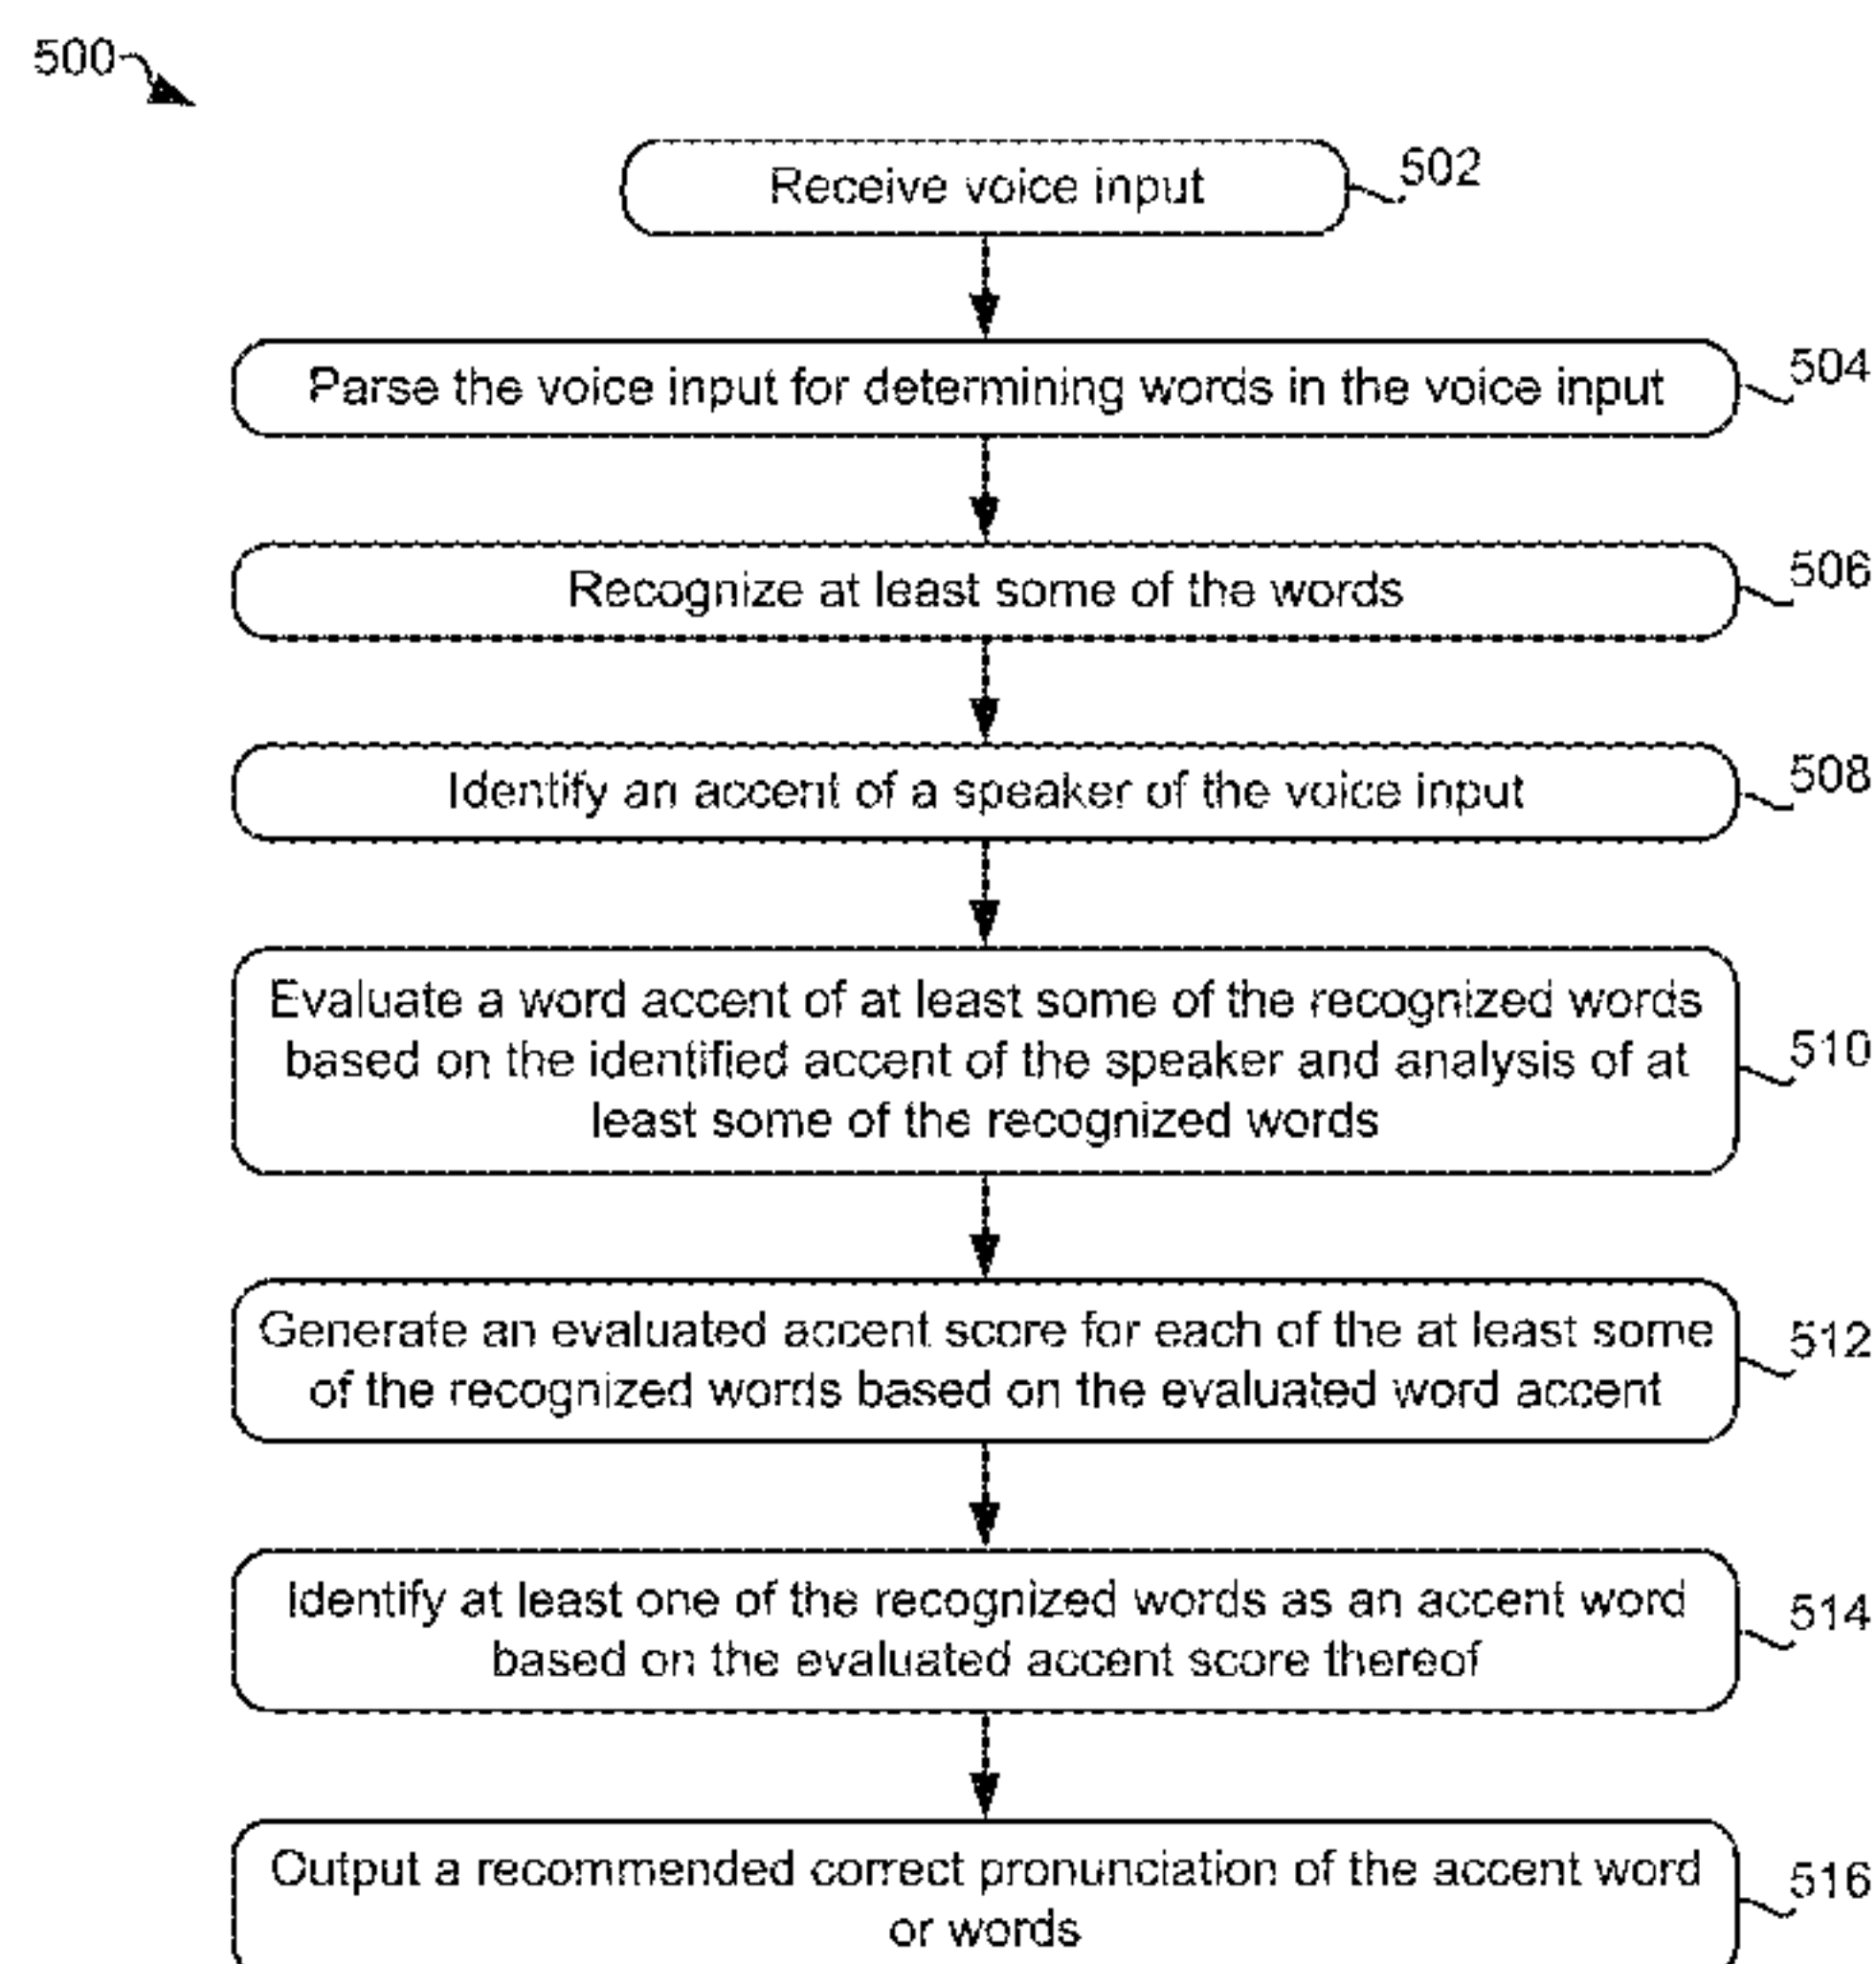 500
Receive voice input
502
Parse the voice input for determining words in the voice input
504
Recognize at least some of the words
506
Identify an accent of a speaker of the voice input
508
Evaluate a word accent of at least some of the recognized words
based on the identified accent of the speaker and analysis of at
least some of the recognized words
510
Generate an evaluated accent score for each of the at least some
of the recognized words based on the evaluated word accent
512
Identify at least one of the recognized words as an accent word
based on the evaluated accent score thereof
514
Output a recommended correct pronunciation of the accent word
or words
516